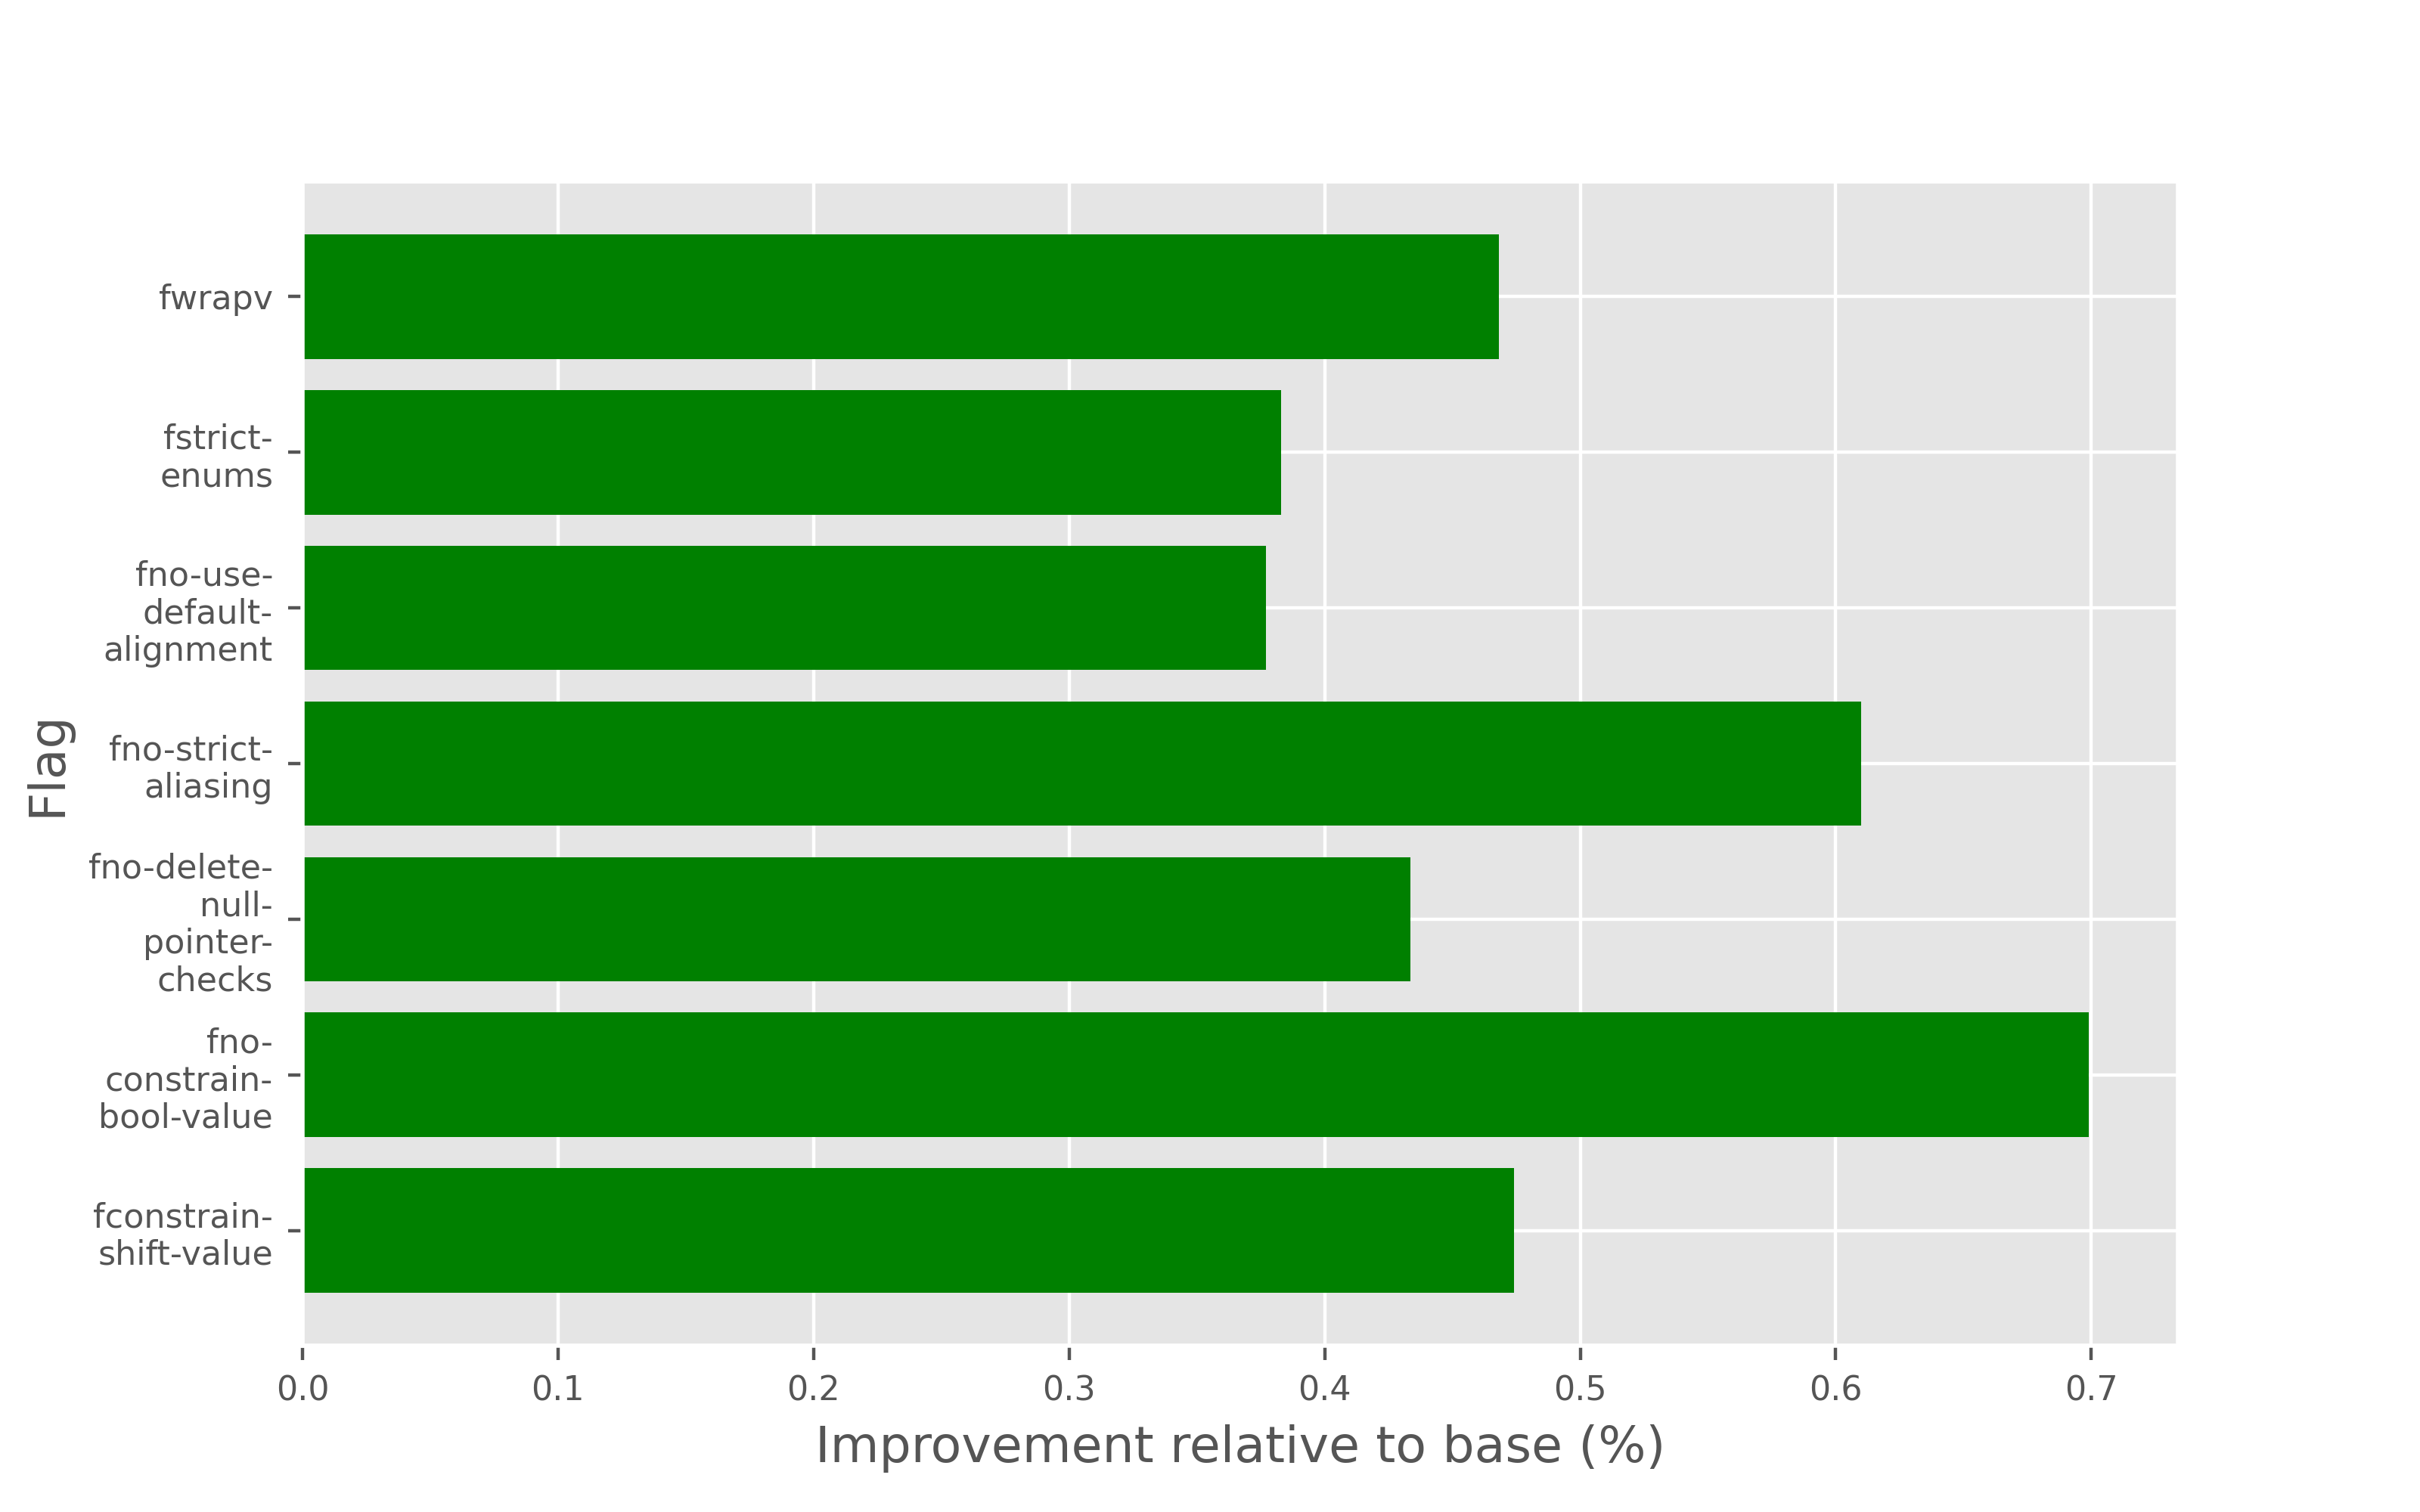 fwrapv
fstrict-
enums
fno-use-
default-
alignment
fno-strict-
aliasing
fno-delete-
null-
pointer-
checks
fno-
constrain-
bool-value
fconstrain-
shift-value
Flag
0.0 0.1 0.2 0.3 0.4 0.5 0.6 0.7
Improvement relative to base (%)